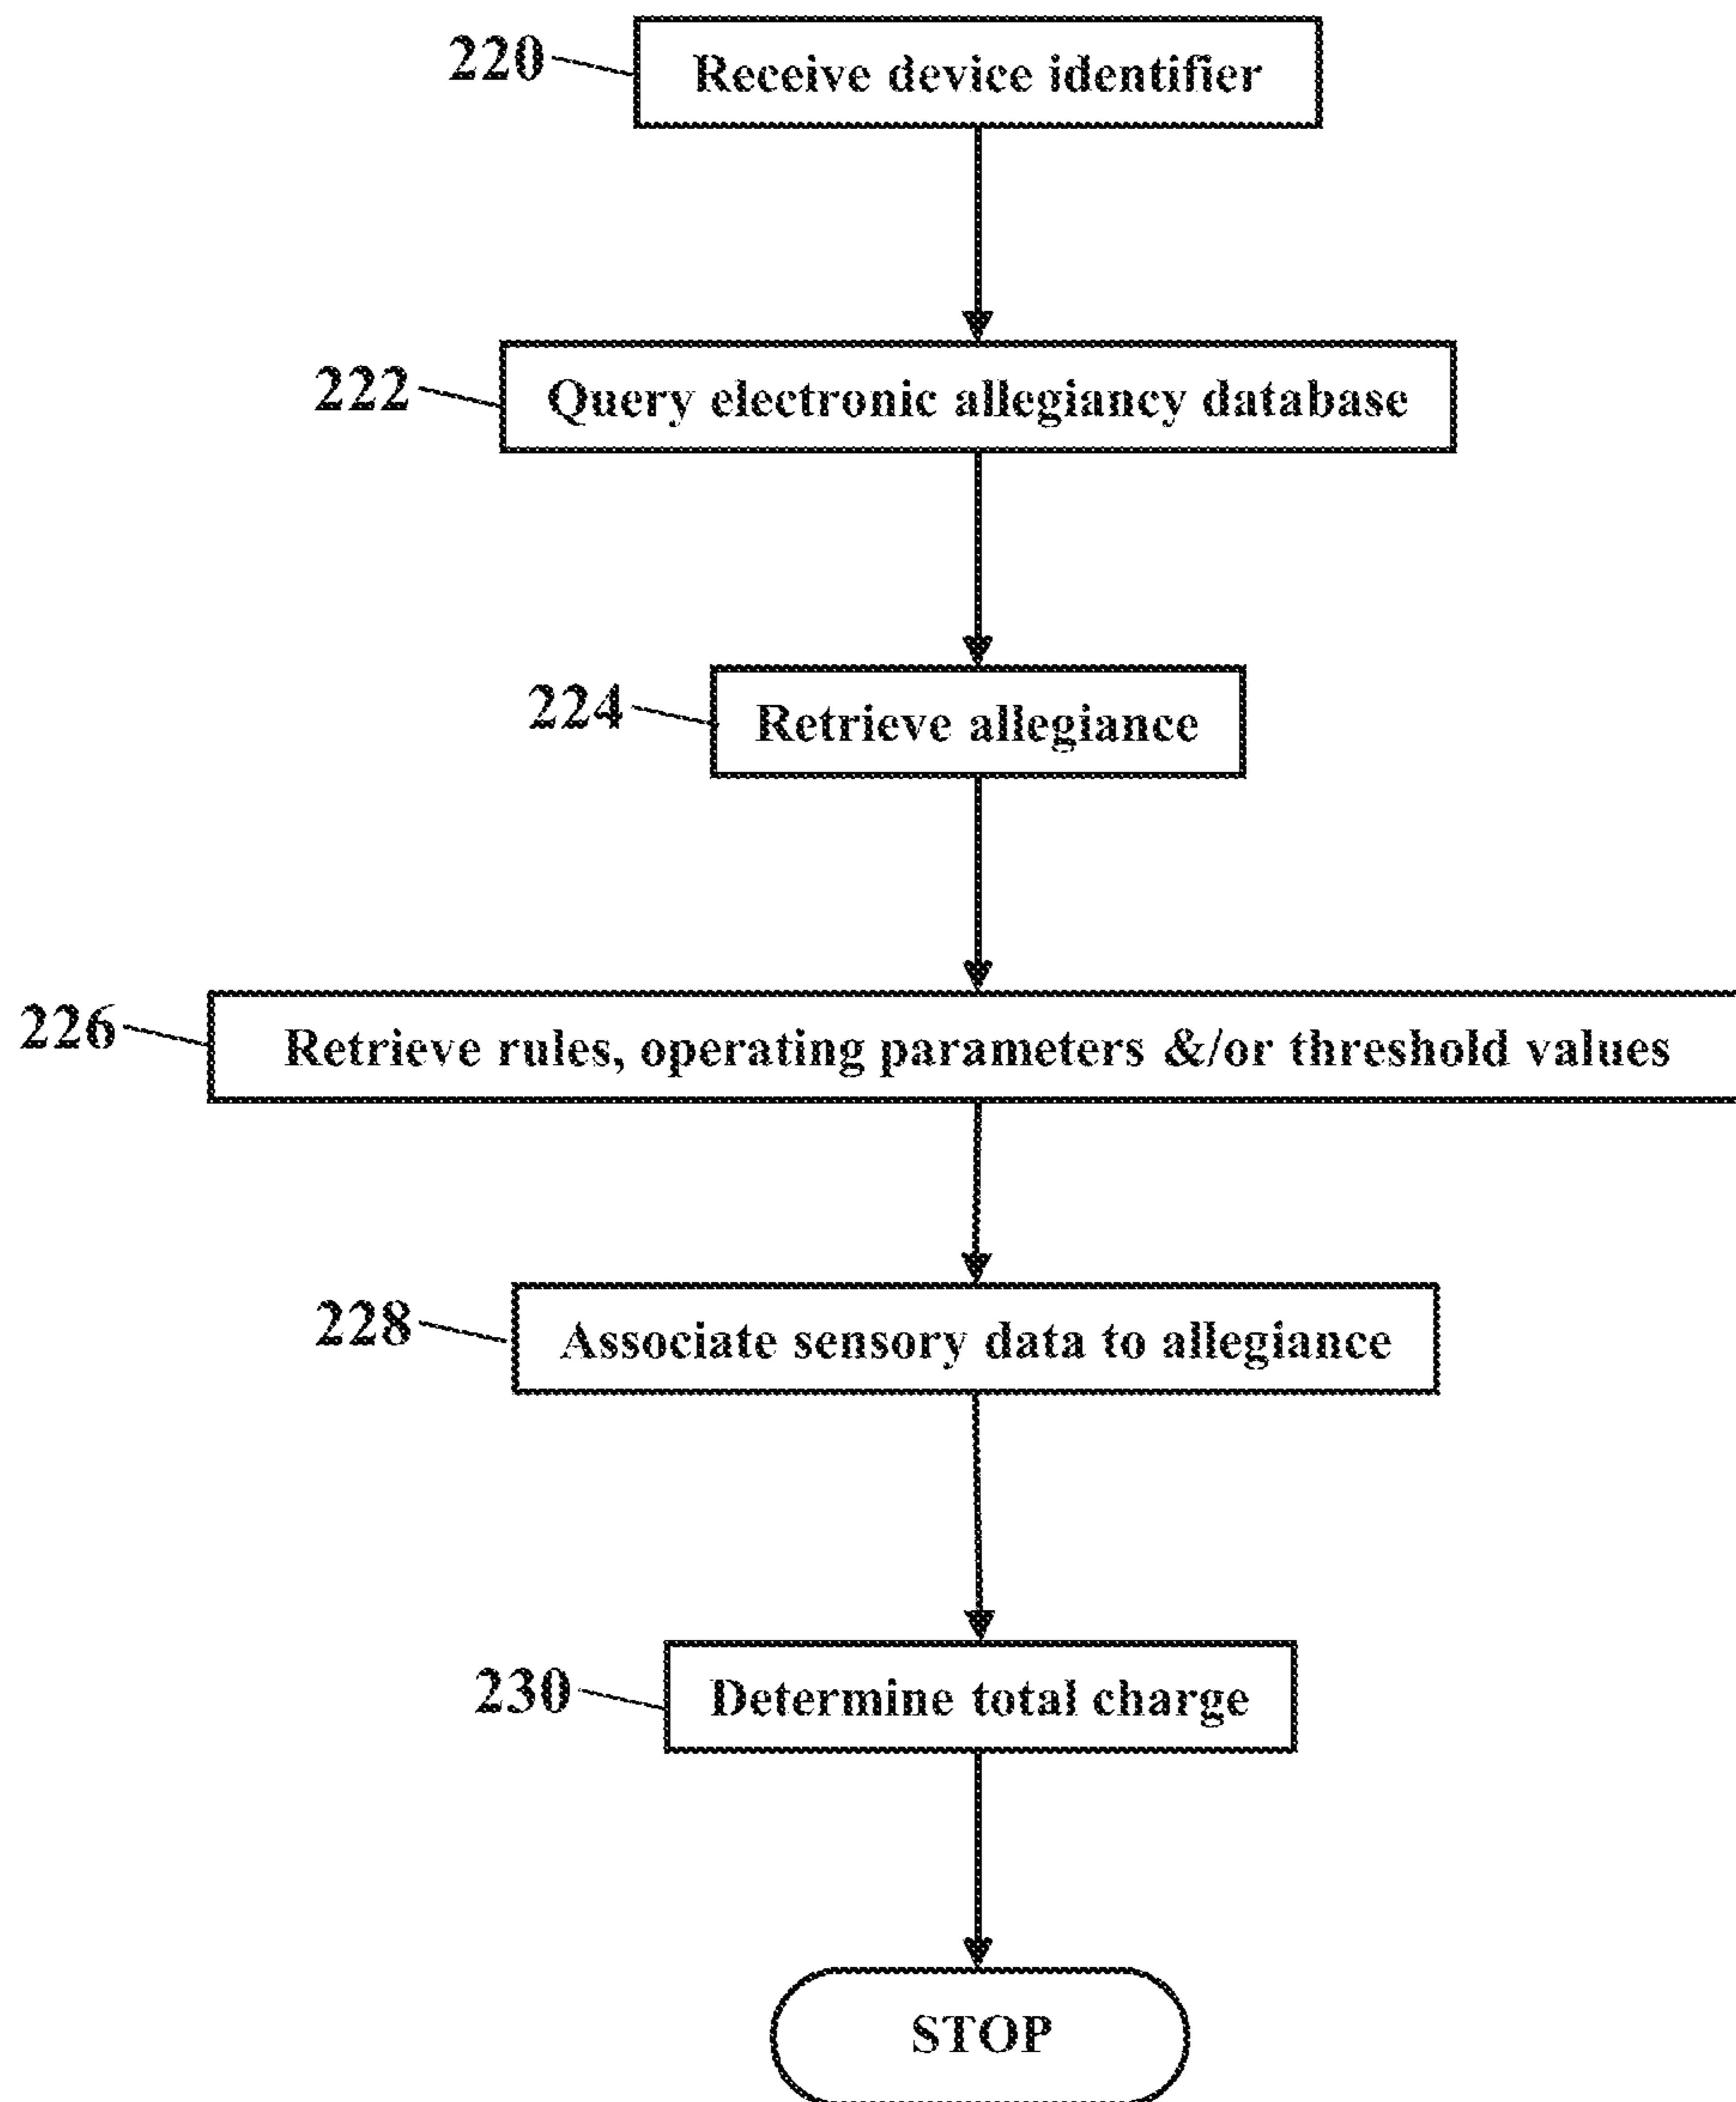 220 Receive device identifier
222 Query electronic allegiancy database
224 Retrieve allegiance
226 Retrieve rules, operating parameters &/or threshold values
228 Associate sensory data to allegiance
230 Determine total charge
STOP